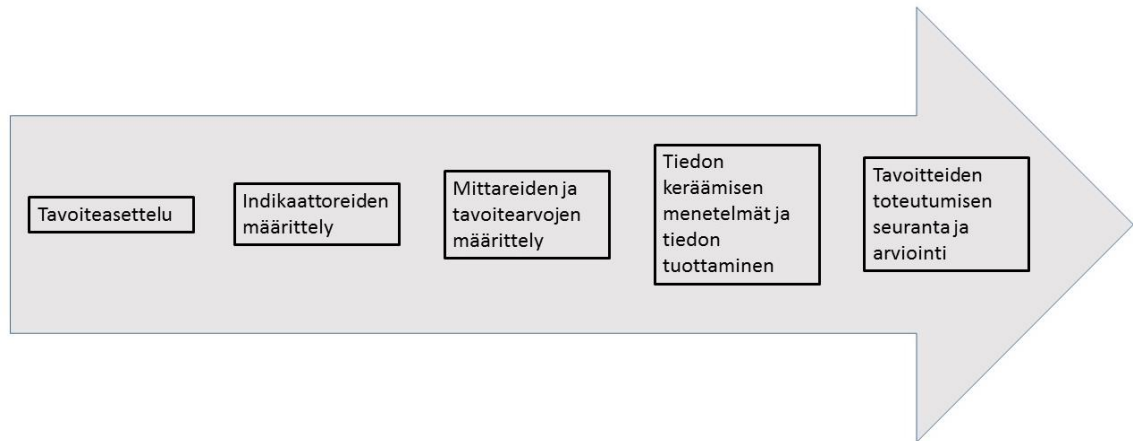 Tavoiteasettelu
Indikaattoreiden
määrittely
Mittareiden ja
tavoitearvojen
määrittely
Tiedon
keräämisen
menetelmät ja
tiedon
tuottaminen
Tavoitteiden
toteutumisen
seuranta ja
arviointi